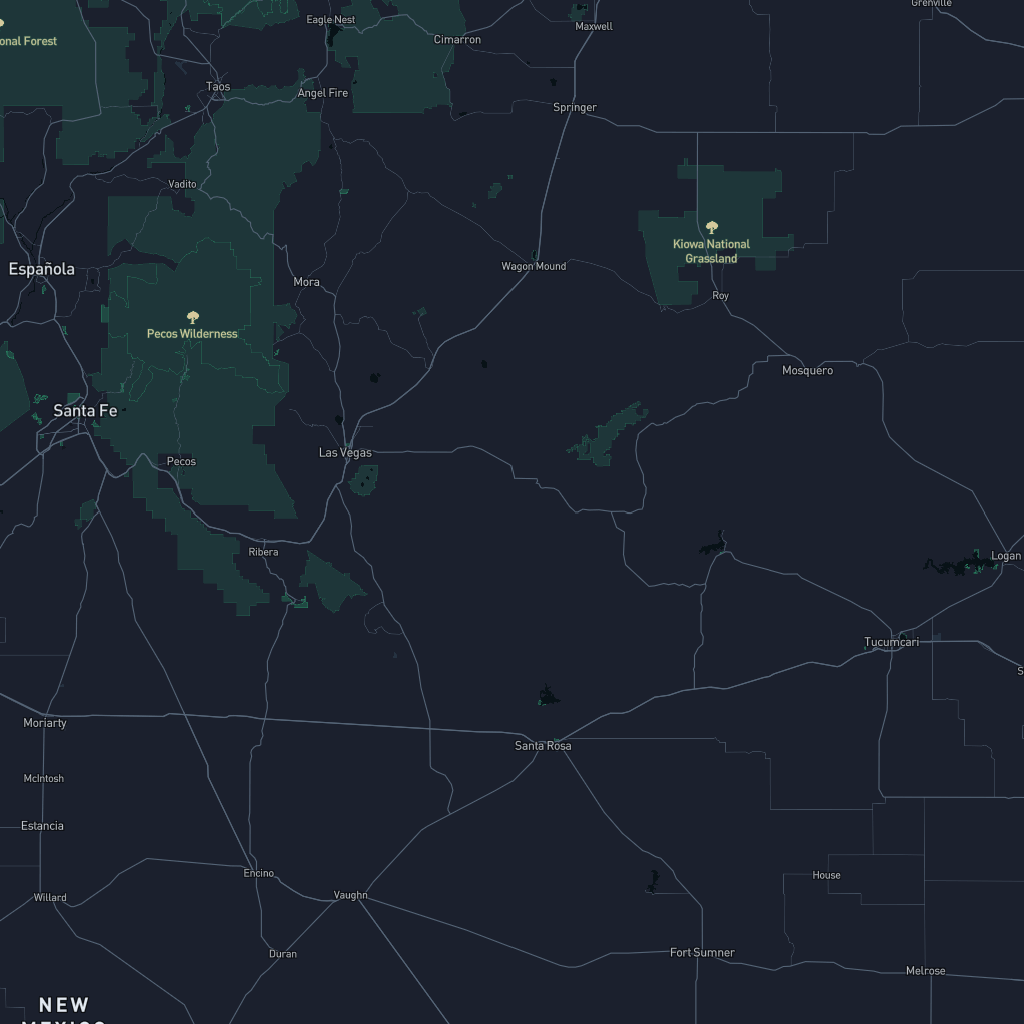 Grenville
Eagle Nest
Maxwell
Cimarron
onal Forest
Taos
Angel Fire
Springer
Vadito
Kiowa National
Grassland
Wagon Mound
Española
Mora
Roy
Pecos Wilderness
Mosquero
Santa Fe
Las Vegas
Pecos
Ribera
Logan
Tucumcari
S
Moriarty
Santa Rosa
McIntosh
Estancia
Encino
House
Willard
Vaughn
Duran
Fort Sumner
Melrose
NEW
MEXICO